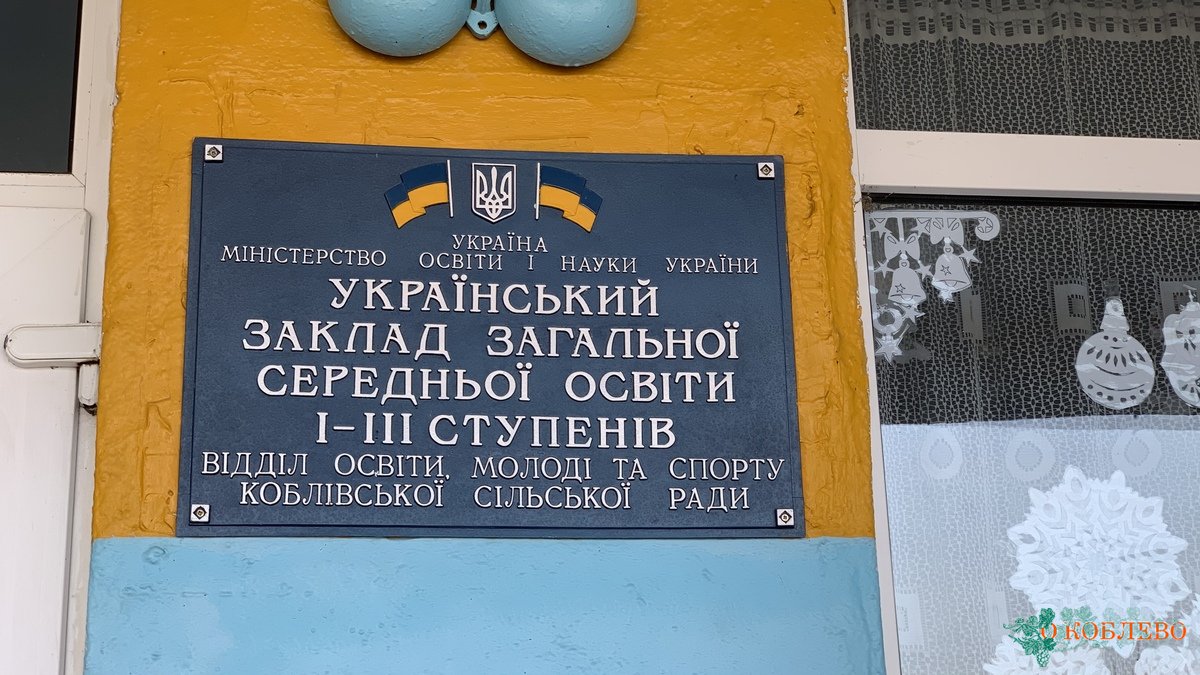 УКРАЇНА
МІНІСТЕРСТВО ОСВІТИ І НАУКИ УКРАЇНИ
УКРАЇНСЬКИЙ
ЗАКЛАД ЗАГАЛЬНОЇ
СЕРЕДНЬОЇ ОСВІТИ
І-ІІІ СТУПЕНІВ
ВІДДІЛ ОСВІТИ, МОЛОДІ ТА СПОРТУ
КОБЛІВСЬКОЇ СІЛЬСЬКОЇ РАДИ
О КОБЛЕВО